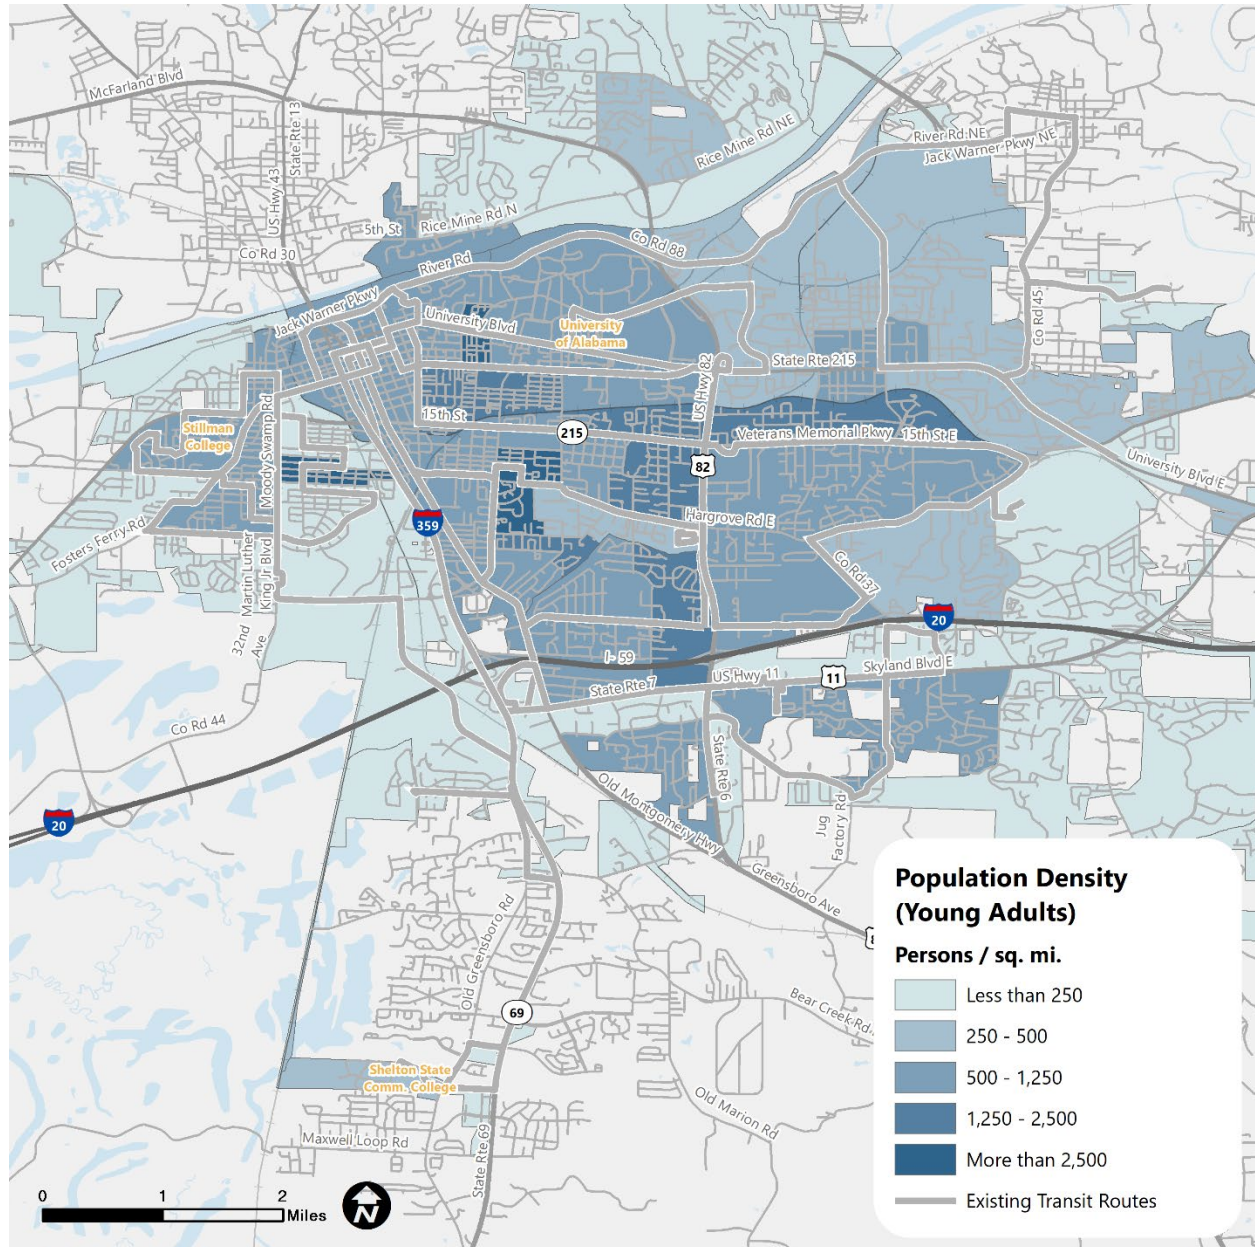 McFarland Blvd
State Rte 13
US Hwy 43
Rice Mine Rd NE
River Rd NE
Jack Warner Pkwy NE
5th St
Rice Mine Rd N
Co Rd 30
River Rd
Co Rd 88
Jack Warner Pkwy
University Blvd
University
of Alabama
Co Rd 45
State Rte 215
US Hwy 82
15th St
215
Veterans Memorial Pkwy
15th St E
Stillman
College
82
University Blvd E
MoodySwamp Rd
Hargrove Rd E
359
Fosters Ferry Rd
Martin Luther
King Jr Blvd
Co Rd 37
32nd
Ave
20
I- 59
Skyland Blvd E
US Hwy 11
11
State Rte 7
Co Rd 44
State Rte 6
Old Montgomery Hwy
Jug
Factory Rd
20
Greensboro Ave
Old Greensboro Rd
69
Bear Creek Rd
Shelton State
Comm. College
Old Marion Rd
Maxwell Loop Rd
State Rte 69
Population Density
(Young Adults)
Persons / sq. mi.
Less than 250
250 - 500
500 - 1,250
1,250 - 2,500
More than 2,500
Existing Transit Routes
0 1 2
Miles
N